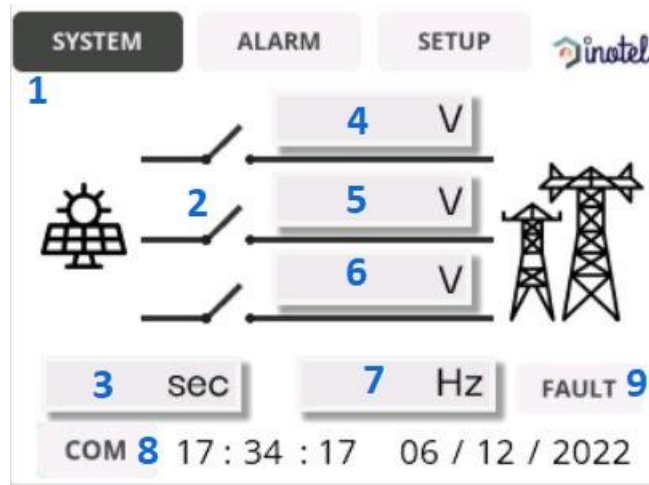 SYSTEM ALARM SETUP inotel
1
4 V
2 5 V
6 V
3 sec 7 Hz FAULT 9
COM 8 17 : 34 : 17 06 / 12 / 2022